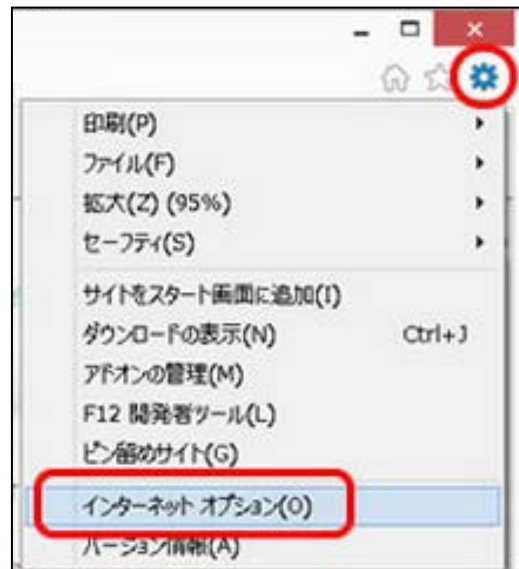 印刷(P)
ファイル(F)
拡大(Z) (95%)
セーフティ(S)
サイトをスタート画面に追加(I)
ダウンロードの表示(N) Ctrl+J
アドオンの管理(M)
F12 開発者ツール(L)
ピン留めサイト(G)
インターネット オプション(O)
バージョン情報(A)